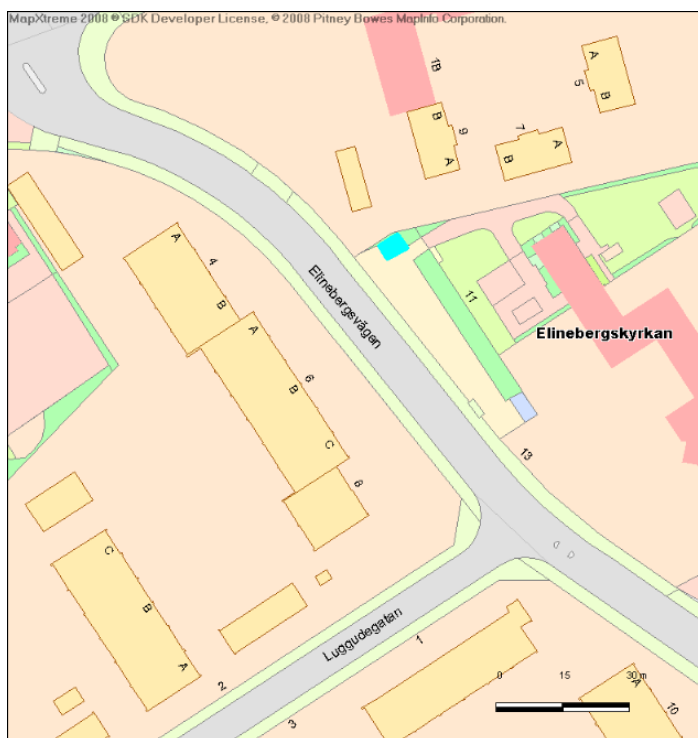 MapXtreme 2008 ® SDK Developer License, © 2008 Pitney Bowes MapInfo Corporation.
A
1B
5
B
B
9
7
A
A
B
A
4
B
Elinebergsvägen
11
A
Elinebergskyrkan
6
B
C
13
8
C
B
Luggudegatan
1
A
2
3
0 15 30 m
A
10